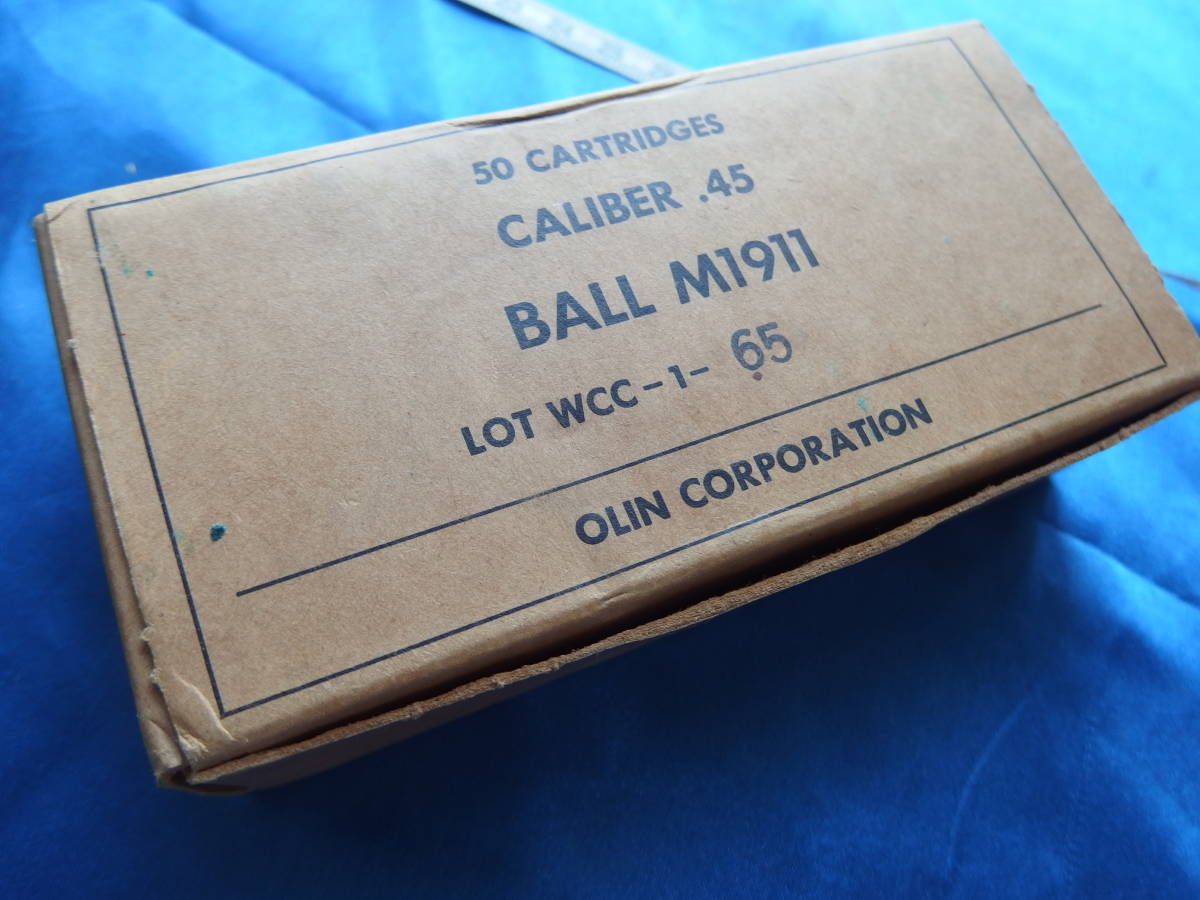 50 CARTRIDGES
CALIBER .45
BALL M1911
LOT WCC-1- 65
OLIN CORPORATION